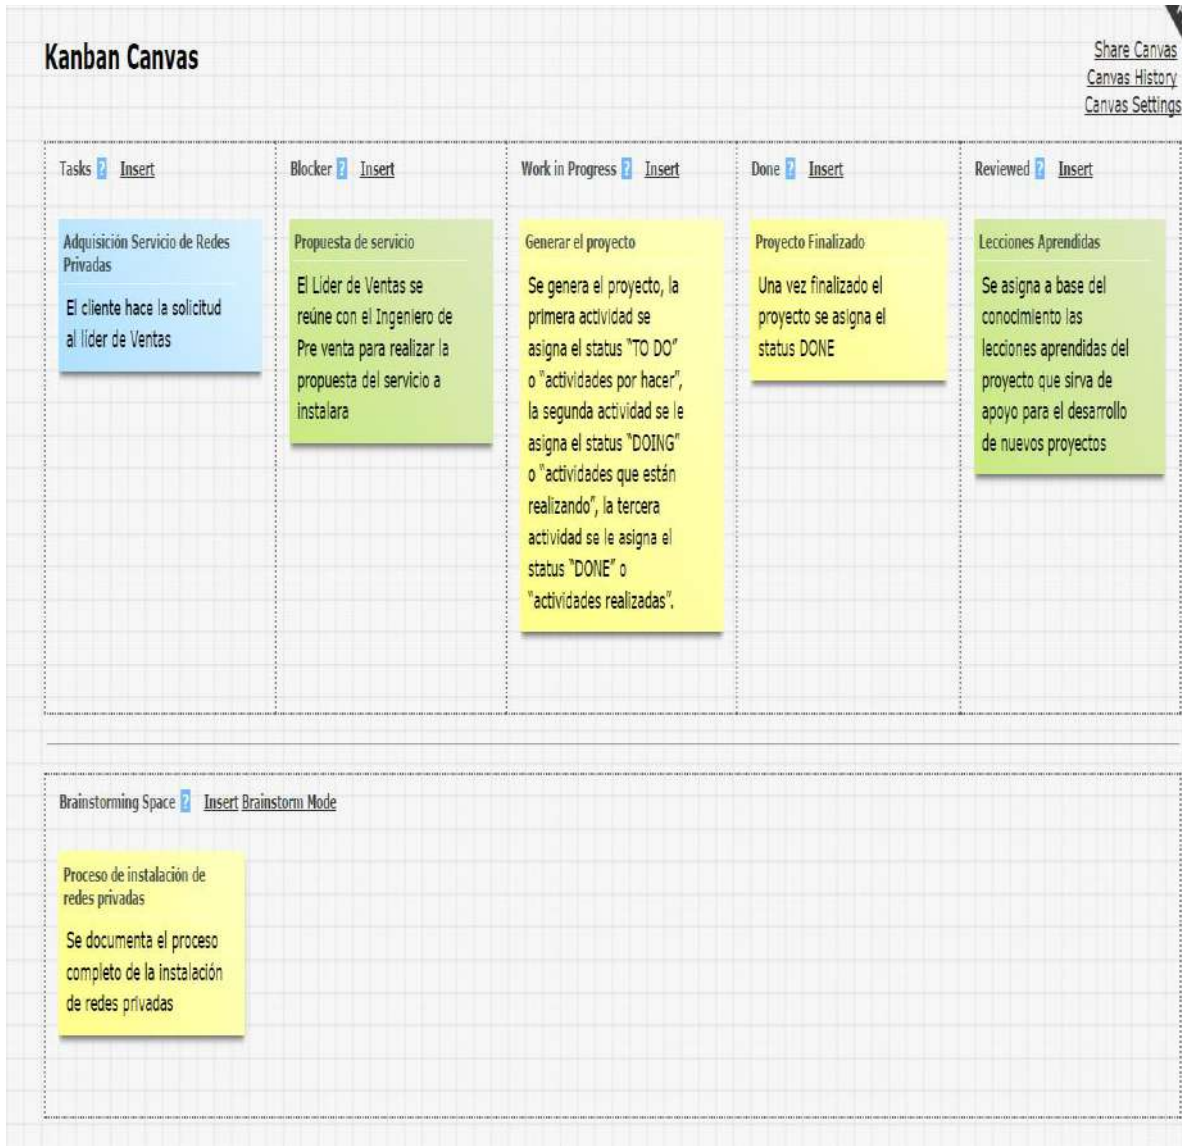 Kanban Canvas
Share Canvas
Canvas History
Canvas Settings
Tasks ? Insert
Adquisición Servicio de Redes
Privadas
El cliente hace la solicitud
al líder de Ventas
Blocker ? Insert
Propuesta de servicio
El Líder de Ventas se
reúne con el Ingeniero de
Pre venta para realizar la
propuesta del servicio a
instalara
Work in Progress ? Insert
Generar el proyecto
Se genera el proyecto, la
primera actividad se
asigna el status "TO DO"
o "actividades por hacer",
la segunda actividad se le
asigna el status "DOING"
o "actividades que están
realizando", la tercera
actividad se le asigna el
status "DONE" o
"actividades realizadas".
Done ? Insert
Proyecto Finalizado
Una vez finalizado el
proyecto se asigna el
status DONE
Reviewed ? Insert
Lecciones Aprendidas
Se asigna a base del
conocimiento las
lecciones aprendidas del
proyecto que sirva de
apoyo para el desarrollo
de nuevos proyectos
Brainstorming Space ? Insert Brainstorm Mode
Proceso de instalación de
redes privadas
Se documenta el proceso
completo de la instalación
de redes privadas